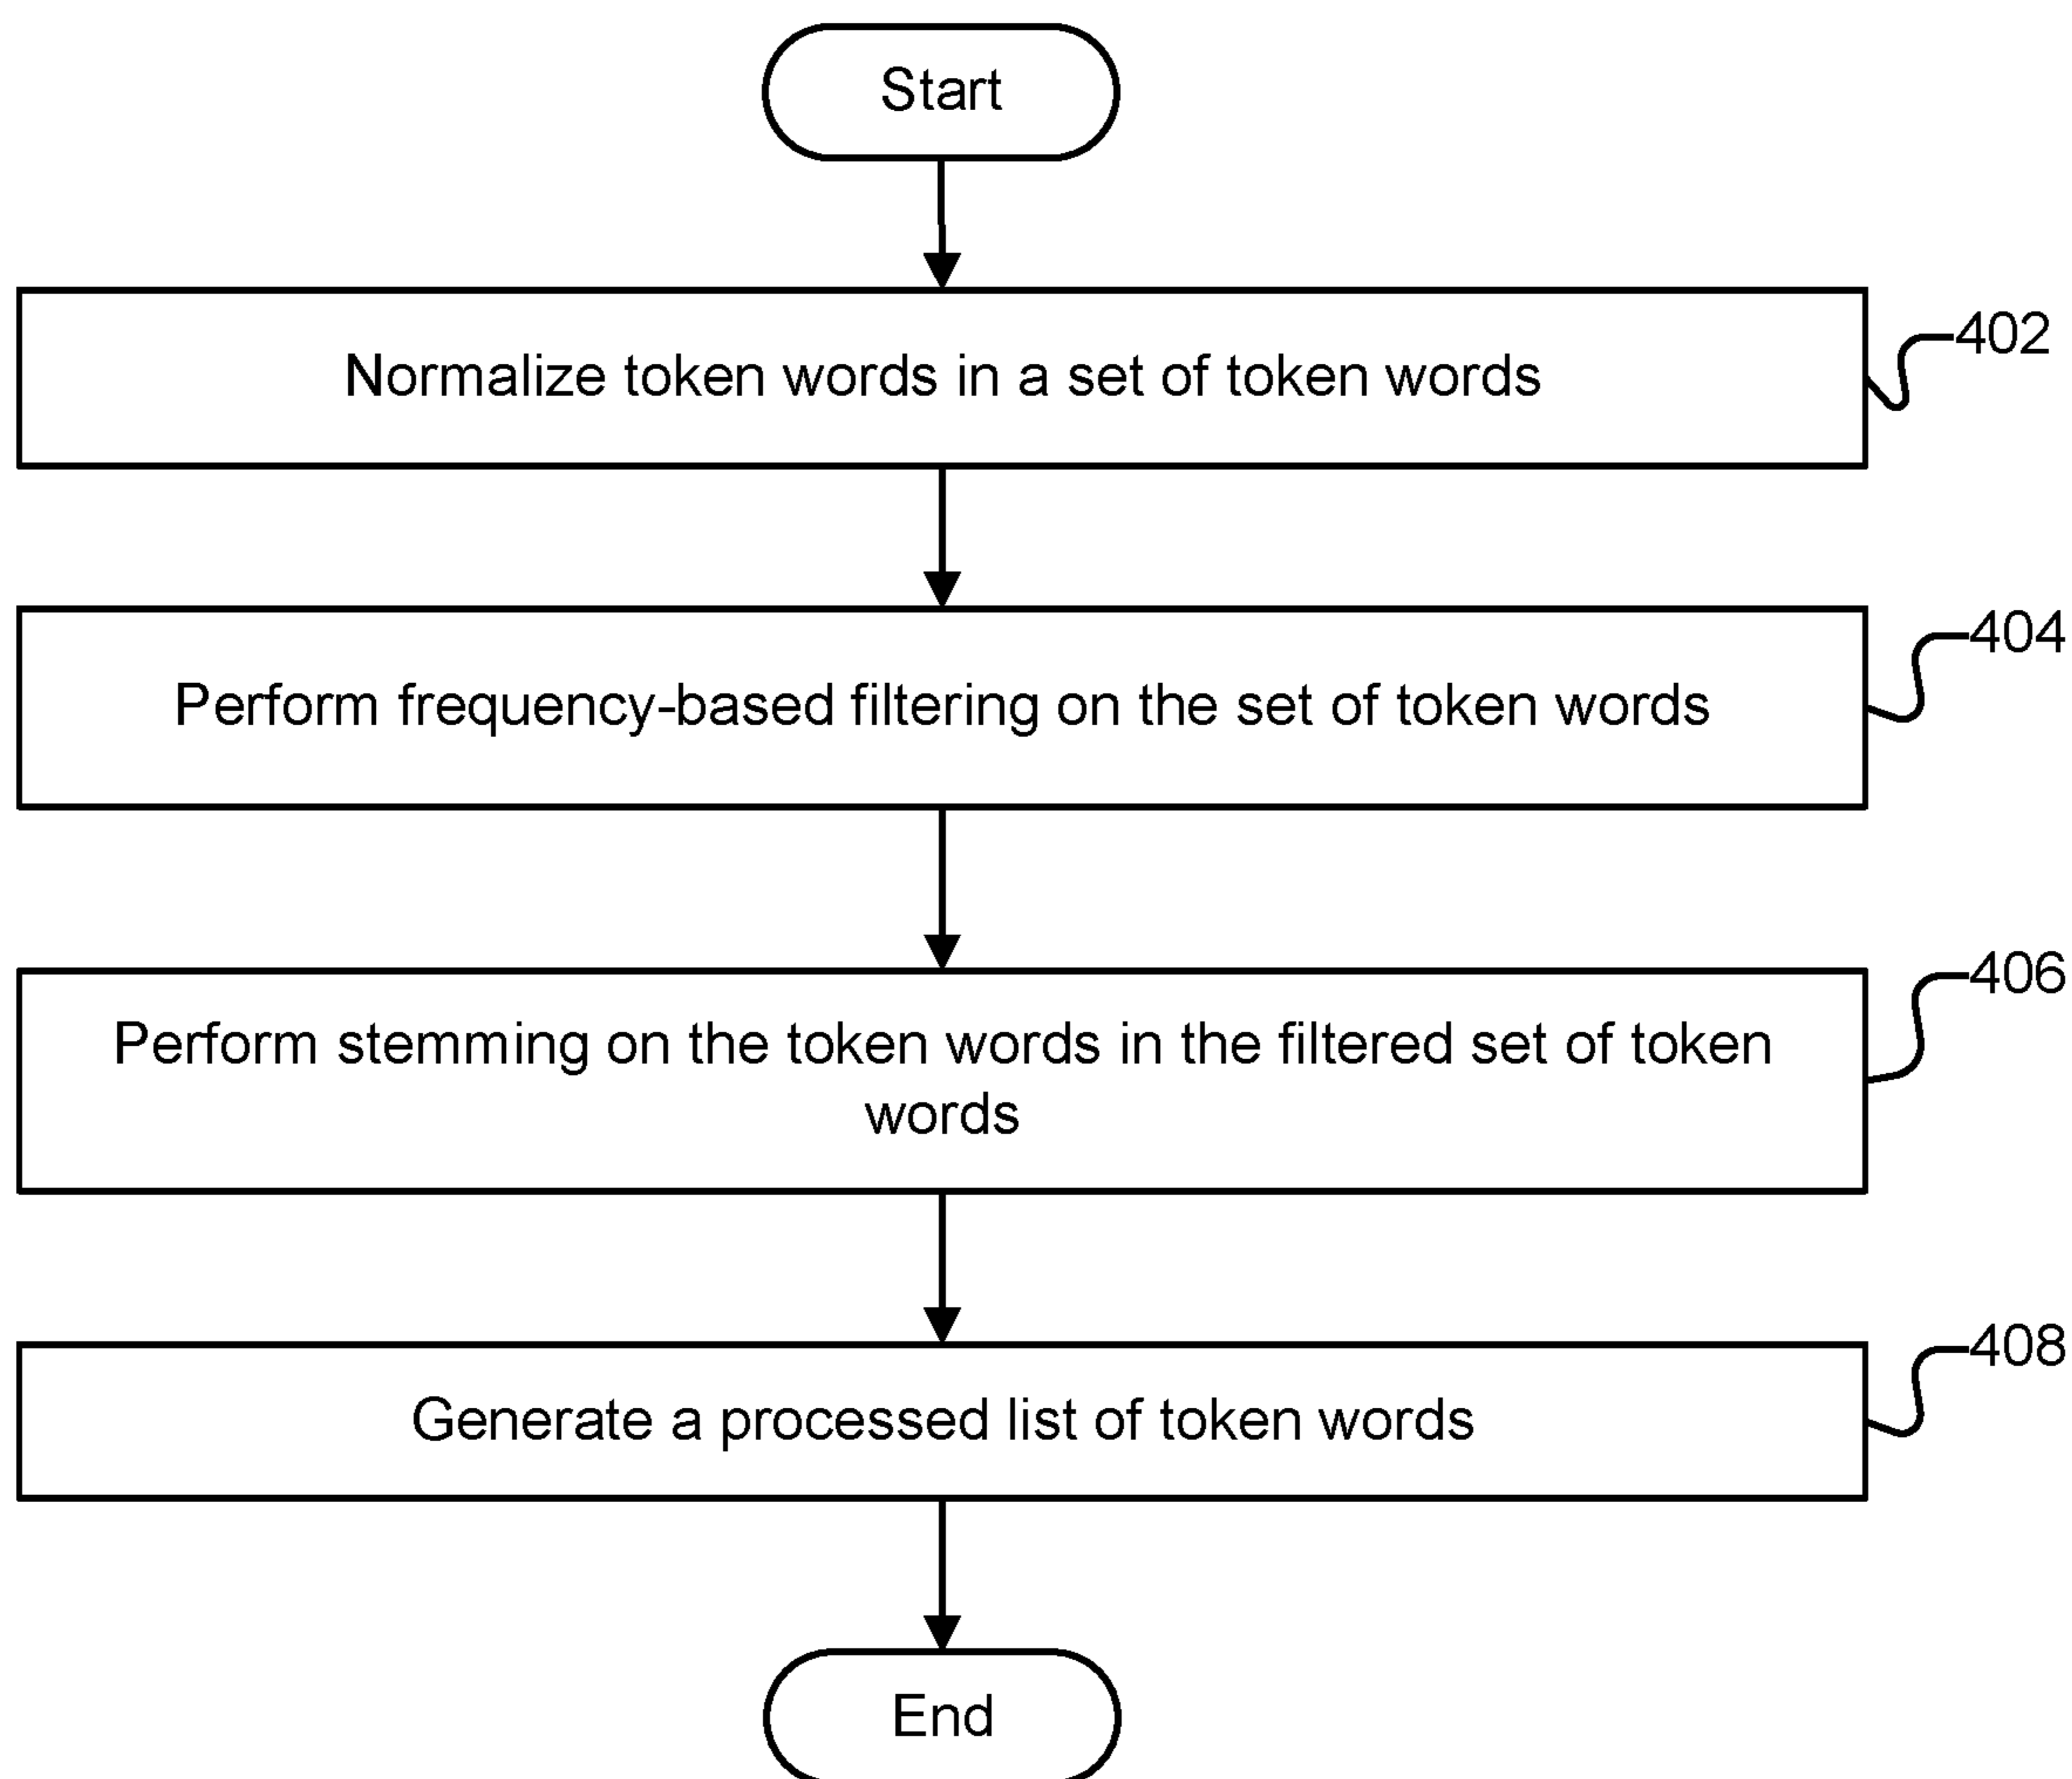 Start
Normalize token words in a set of token words
402
Perform frequency-based filtering on the set of token words
404
Perform stemming on the token words in the filtered set of token
words
406
Generate a processed list of token words
408
End